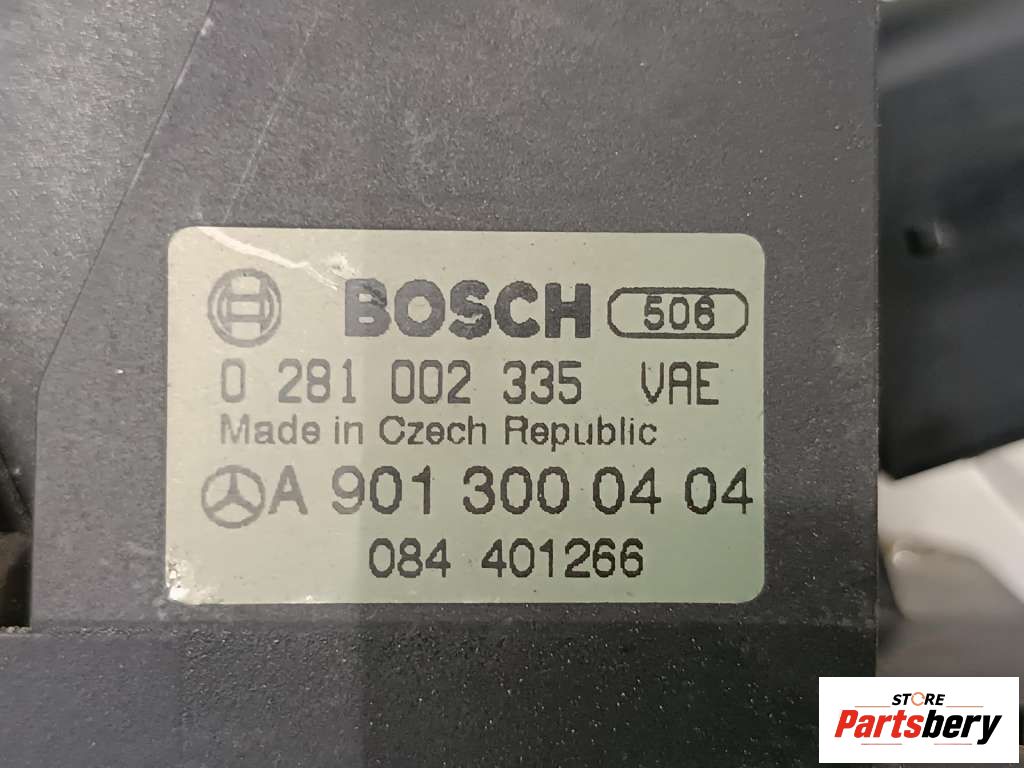 BOSCH 506
0 281 002 335 VAE
Made in Czech Republic
A 901 300 04 04
084 401266
STORE
Partsbery